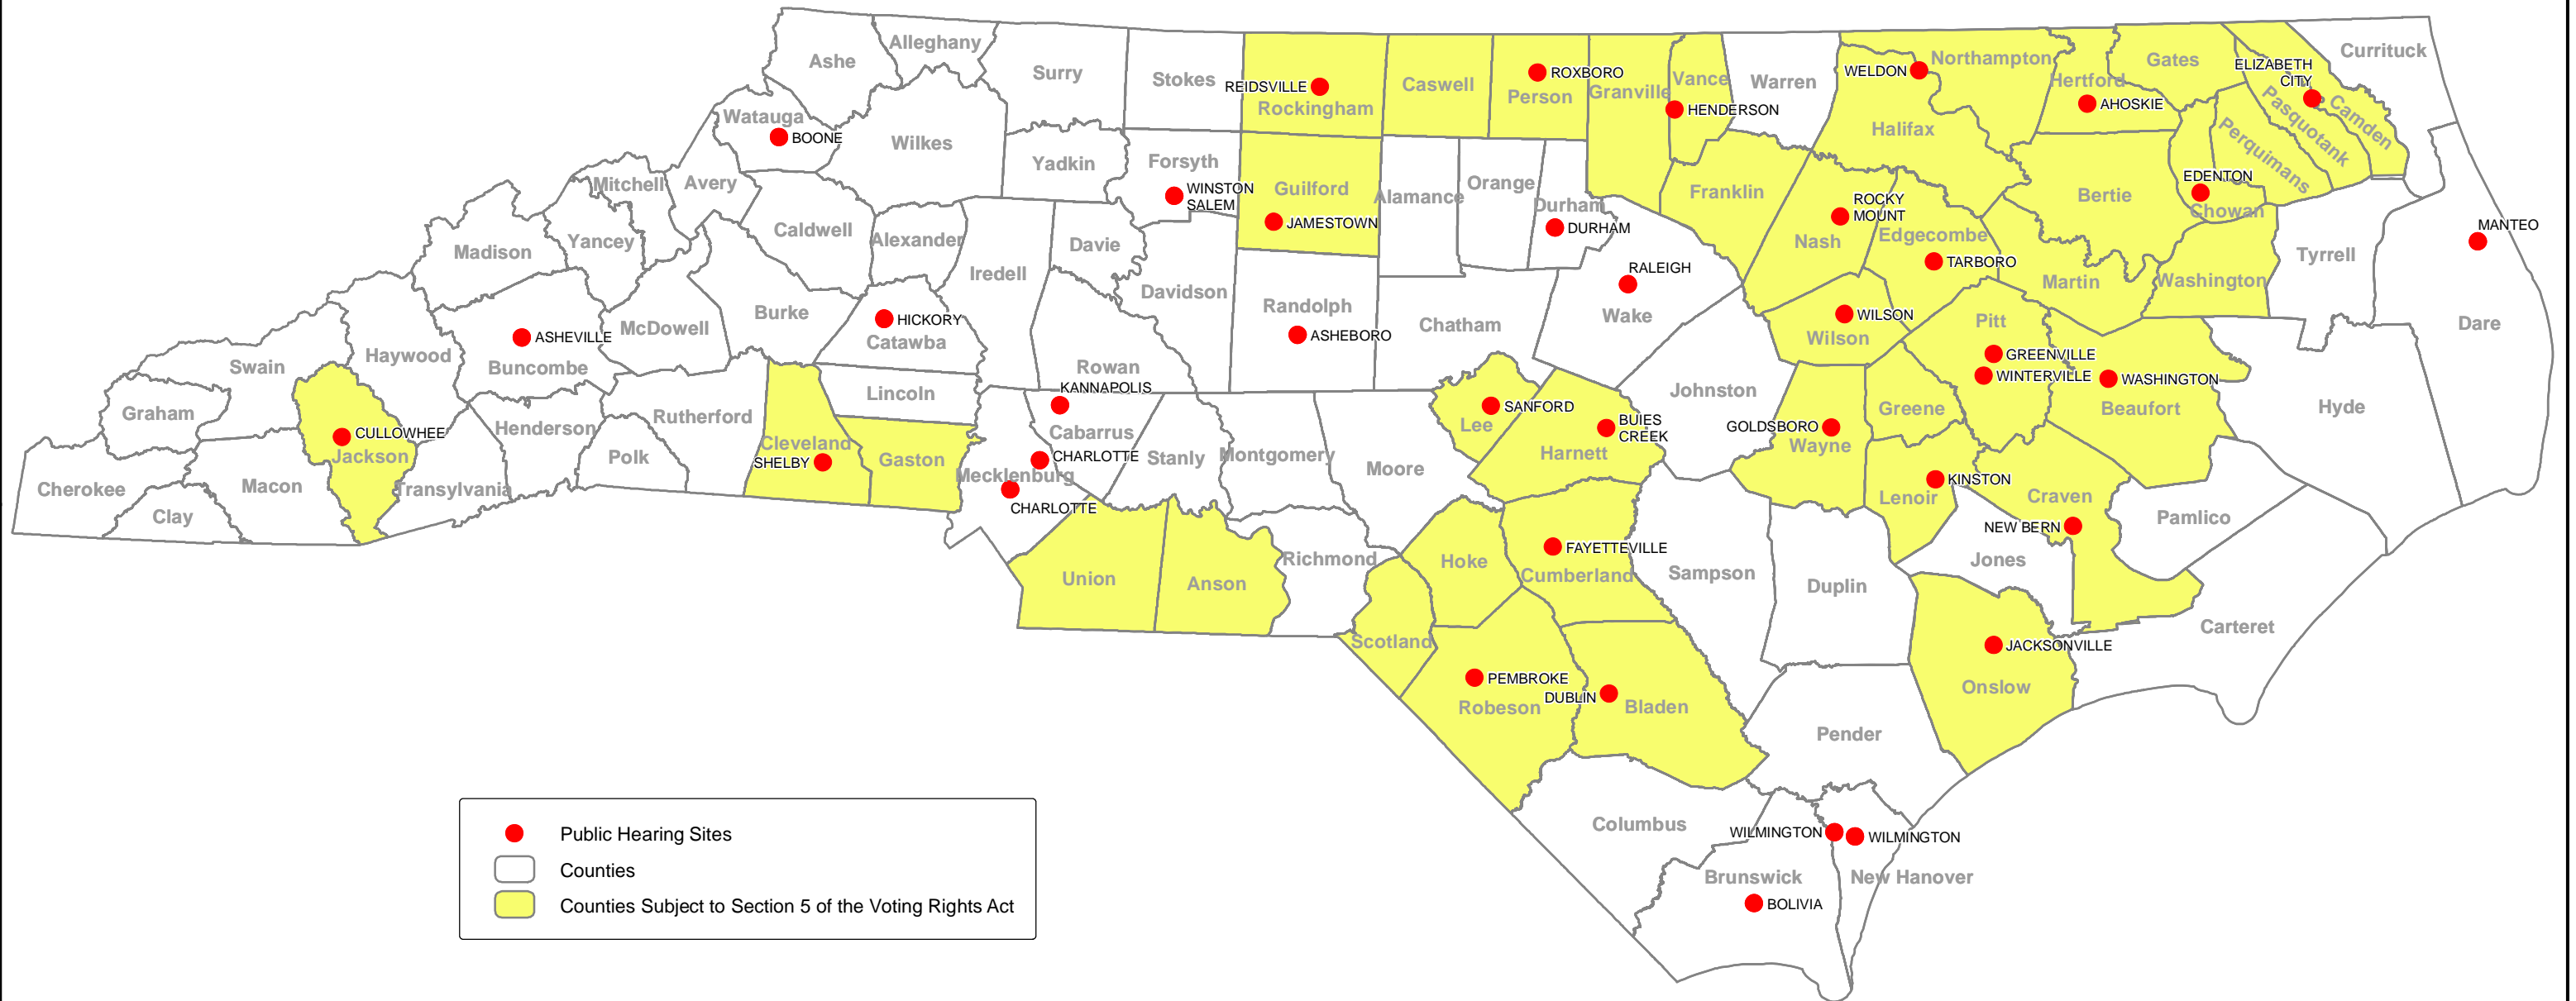 Ashe
Alleghany
Surry
Stokes
REIDSVILLE
Rockingham
Caswell
ROXBORO
Person
Granville
Vance
HENDERSON
Warren
WELDON
Northampton
Halifax
Hertford
AHOSKIE
Gates
ELIZABETH
CITY
Pasquotank
Camden
Perquimans
Currituck
Watauga
BOONE
Wilkes
Yadkin
Forsyth
WINSTON
SALEM
Guilford
JAMESTOWN
Alamance
Orange
Durham
DURHAM
Franklin
ROCKY
MOUNT
Nash
Edgecombe
TARBORO
Bertie
EDENTON
Chowan
MANTEO
Mitchell
Avery
Madison
Yancey
Caldwell
Alexander
Iredell
Davie
Davidson
Randolph
ASHEBORO
Chatham
RALEIGH
Wake
WILSON
Wilson
Martin
Washington
Tyrrell
Dare
Swain
Haywood
ASHEVILLE
Buncombe
McDowell
Burke
HICKORY
Catawba
Rowan
KANNAPOLIS
Lincoln
Johnston
Pitt
GREENVILLE
WINTERVILLE
WASHINGTON
Beaufort
Hyde
Graham
CULLOWHEE
Jackson
Henderson
Rutherford
Polk
Cleveland
SHELBY
Gaston
Mecklenburg
Cabarrus
CHARLOTTE
CHARLOTTE
Stanly
Montgomery
Moore
SANFORD
Lee
BUIES
CREEK
Harnett
GOLDSBORO
Wayne
Greene
KINSTON
Lenoir
Craven
NEW BERN
Pamlico
Cherokee
Clay
Macon
Transylvania
Union
Anson
Richmond
Hoke
FAYETTEVILLE
Cumberland
Sampson
Duplin
Jones
Carteret
Scotland
PEMBROKE
Robeson
DUBLIN
Bladen
JACKSONVILLE
Onslow
Pender
Columbus
WILMINGTON
WILMINGTON
Brunswick
New Hanover
BOLIVIA
Public Hearing Sites
Counties
Counties Subject to Section 5 of the Voting Rights Act